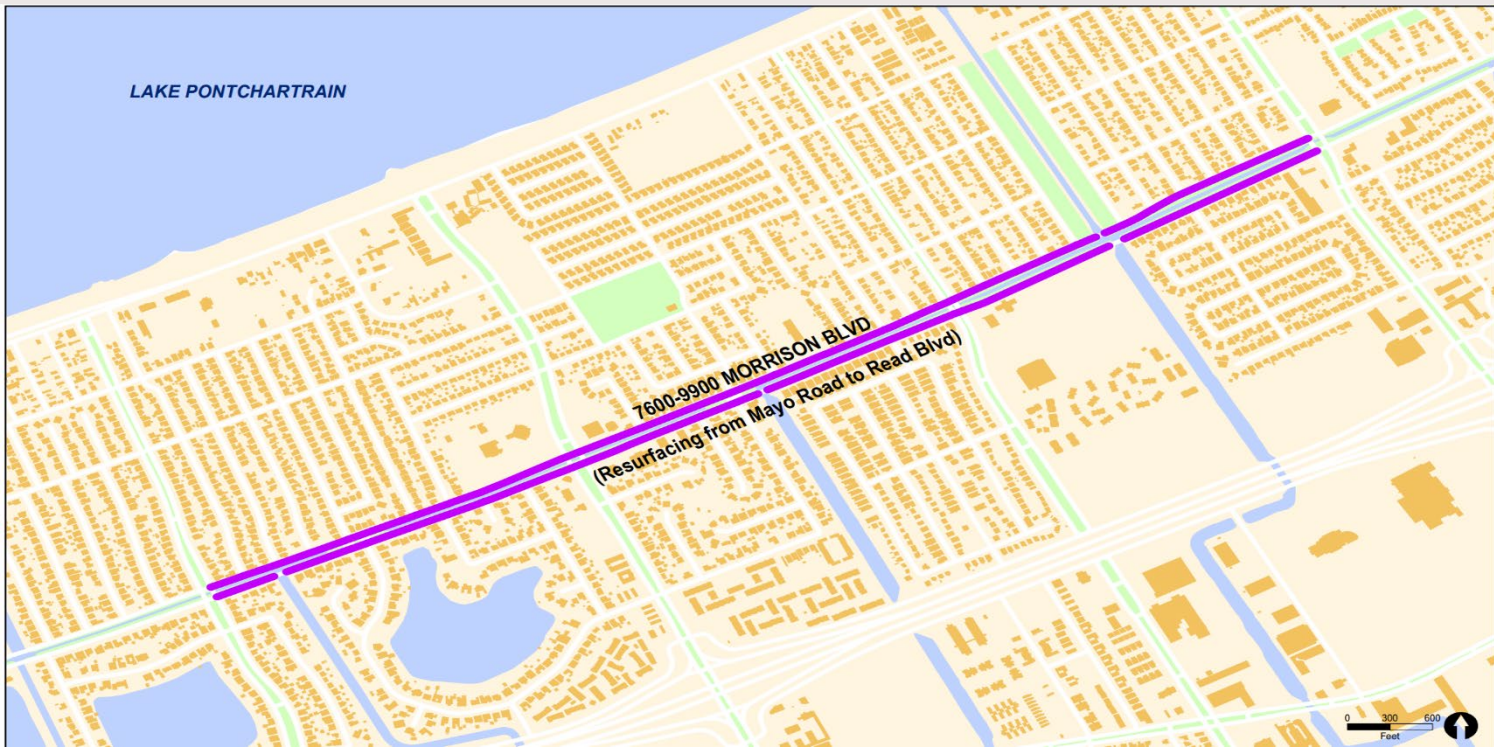 LAKE PONTCHARTRAIN
7600-9900 MORRISON BLVD
(Resurfacing from Mayo Road to Read Blvd)
0 300 600
Feet